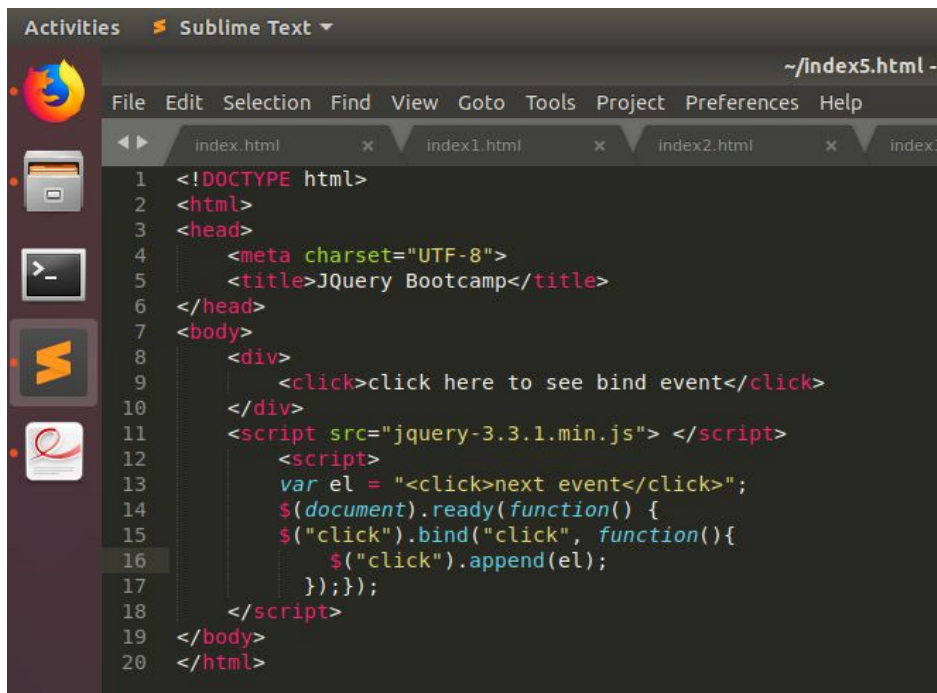 Activities Sublime Text
~/index5.html -
File Edit Selection Find View Goto Tools Project Preferences Help
index.html × index1.html × index2.html × index
1 <!DOCTYPE html>
2 <html>
3 <head>
4 <meta charset="UTF-8">
5 <title>JQuery Bootcamp</title>
6 </head>
7 <body>
8 <div>
9 <click>click here to see bind event</click>
10 </div>
11 <script src="jquery-3.3.1.min.js"> </script>
12 <script>
13 var el = "<click>next event</click>";
14 $(document).ready(function() {
15 $("click").bind("click", function(){
16 $("click").append(el);
17 });});
18 </script>
19 </body>
20 </html>